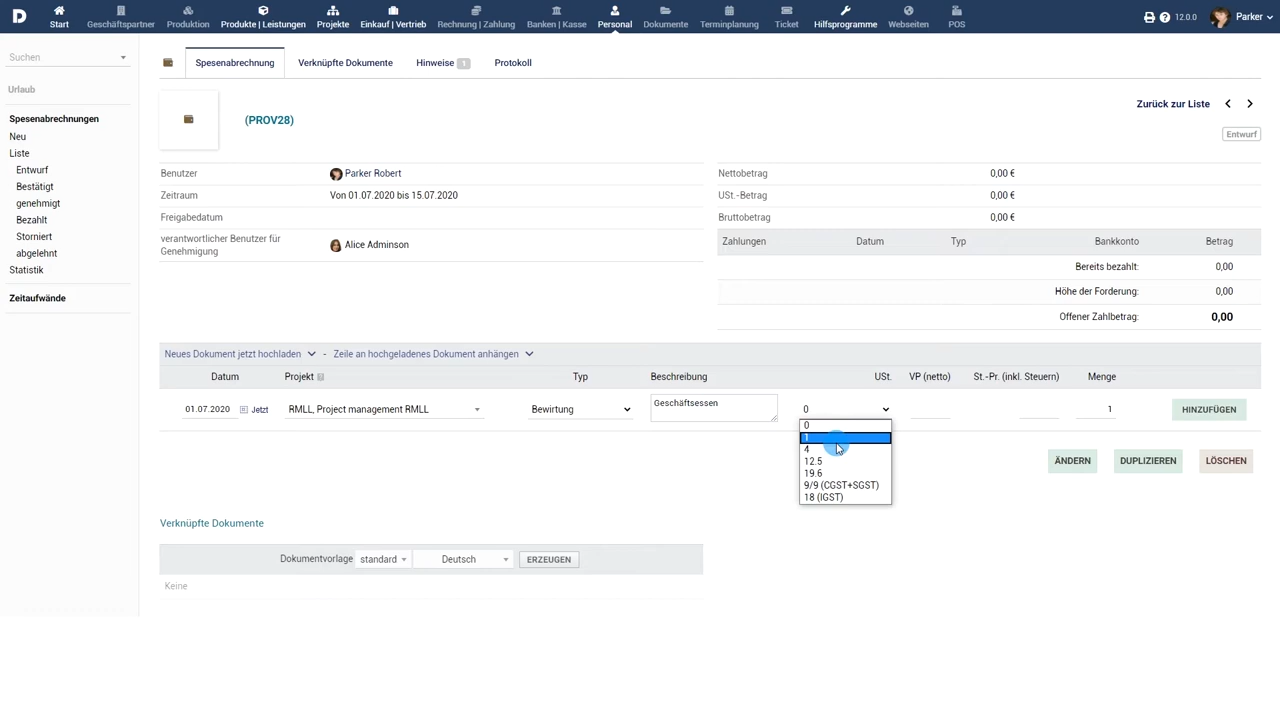 D Start Geschäftspartner Produktion Produkte | Leistungen Projekte Einkauf | Vertrieb Rechnung | Zahlung Banken | Kasse Personal Dokumente Terminplanung Ticket Hilfsprogramme Webseiten POS 12.0.0 Parker
Suchen
Urlaub
Spesenabrechnungen
Neu
Liste
Entwurf
Bestätigt
genehmigt
Bezahlt
Storniert
abgelehnt
Statistik
Zeitaufwände
Spesenabrechnung Verknüpfte Dokumente Hinweise 1 Protokoll
(PROV28)
Zurück zur Liste
Entwurf
Benutzer Parker Robert
Zeitraum Von 01.07.2020 bis 15.07.2020
Freigabedatum
verantwortlicher Benutzer für
Genehmigung
Alice Adminson
Nettobetrag 0,00 €
USt.-Betrag 0,00 €
Bruttobetrag 0,00 €
Zahlungen Datum Typ Bankkonto Betrag
Bereits bezahlt: 0,00
Höhe der Forderung: 0,00
Offener Zahlbetrag: 0,00
Neues Dokument jetzt hochladen - Zeile an hochgeladenes Dokument anhängen
Datum Projekt Typ Beschreibung USt. VP (netto) St.-Pr. (inkl. Steuern) Menge
01.07.2020 Jetzt RMLL, Project management RMLL Bewirtung Geschäftsessen 0 1 HINZUFÜGEN
0
1
4
12.5
19.6
9/9 (CGST+SGST)
18 (IGST)
ÄNDERN DUPLIZIEREN LÖSCHEN
Verknüpfte Dokumente
Dokumentvorlage standard Deutsch ERZEUGEN
Keine